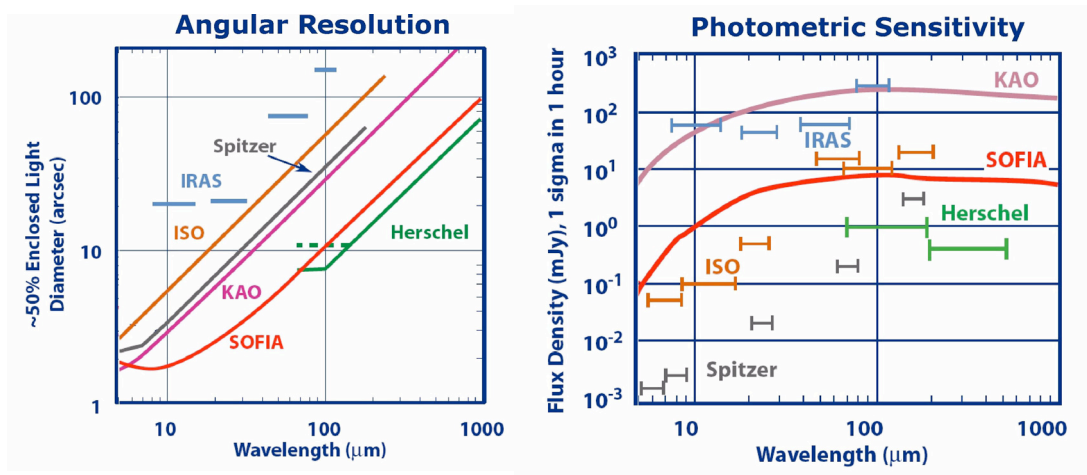 Angular Resolution
~50% Enclosed Light
Diameter (arcsec)
100
10
1
Spitzer
IRAS
ISO
Herschel
KAO
SOFIA
10 100 1000
Wavelength (μm)
Photometric Sensitivity
Flux Density (mJy), 1 sigma in 1 hour
10³
10²
10¹
10⁰
10⁻¹
10⁻²
10⁻³
KAO
IRAS
SOFIA
Herschel
ISO
Spitzer
10 100 1000
Wavelength (μm)